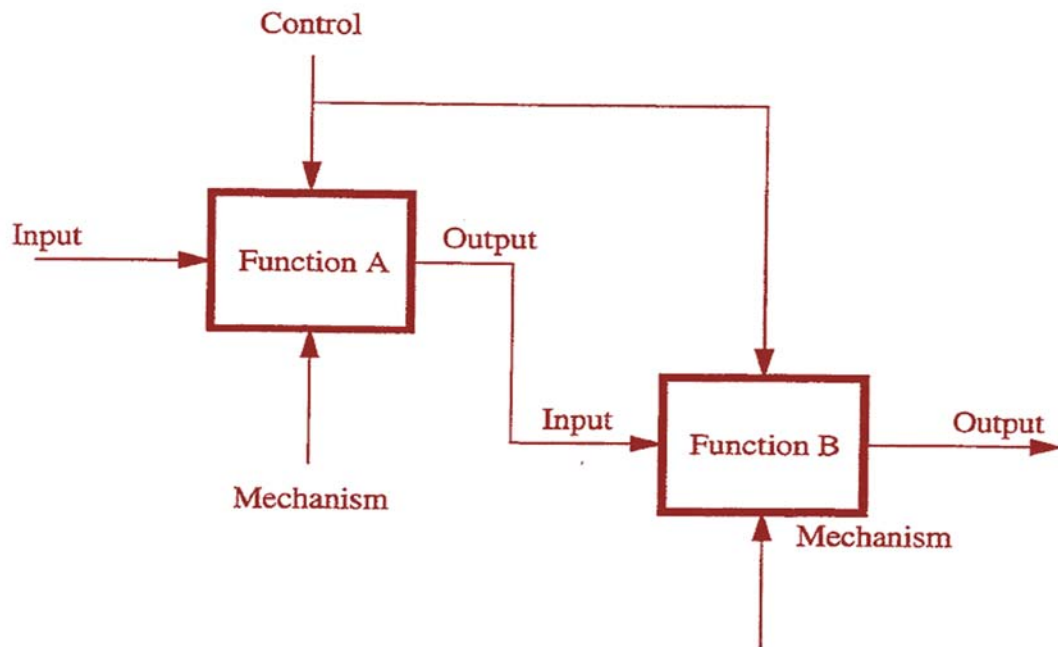 Control
Input
Function A
Output
Mechanism
Input
Function B
Output
Mechanism